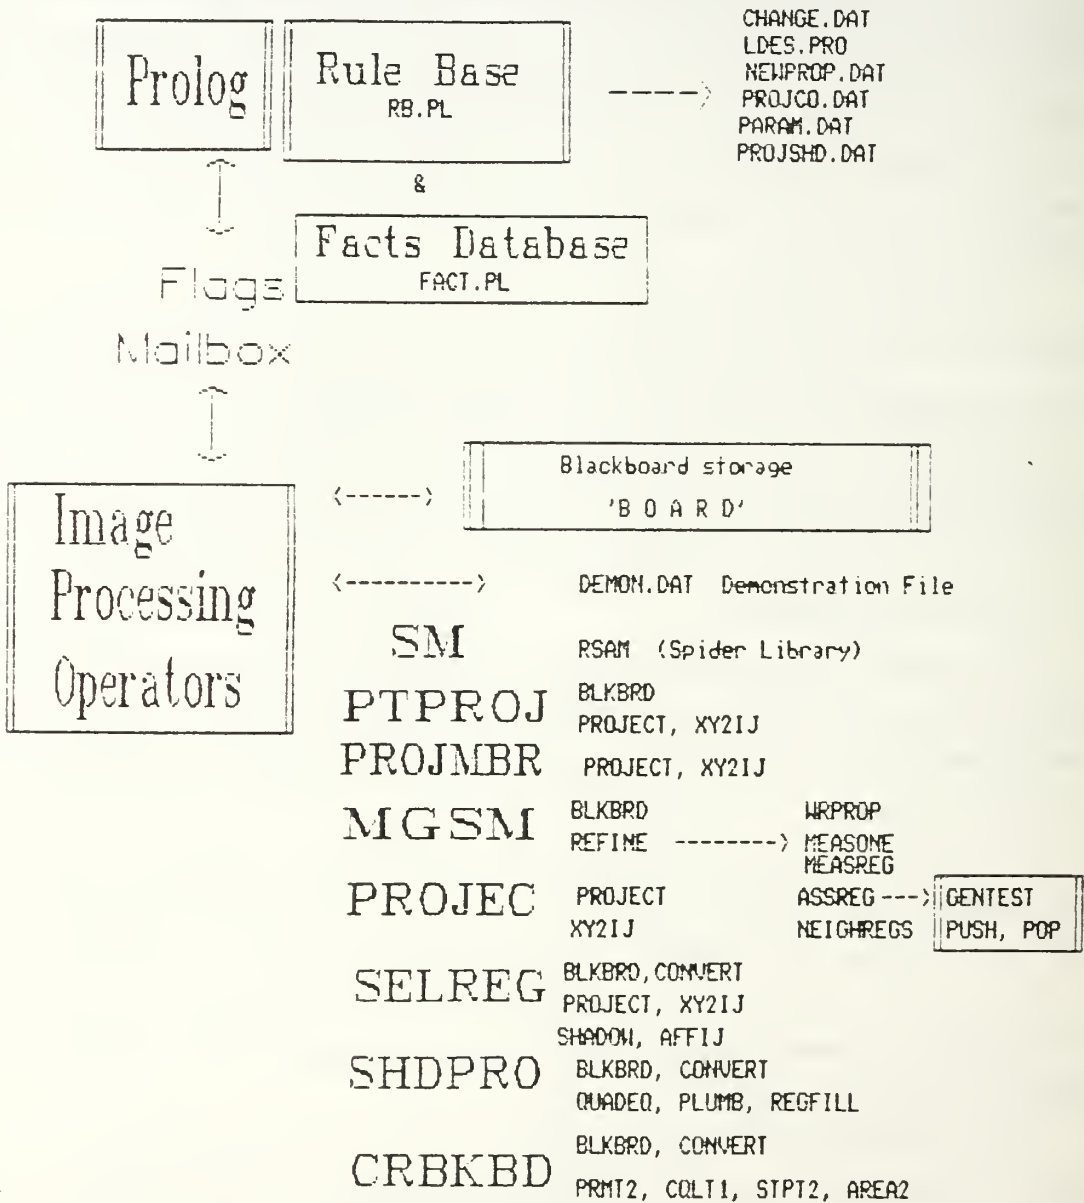 Prolog
Rule Base
RB.PL
---->
CHANGE.DAT
LDES.PRO
NEWPROP.DAT
PROJCO.DAT
PARAM.DAT
PROJSHD.DAT
&
Facts Database
FACT.PL
Flags
Mailbox
Image
Processing
Operators
<----->
Blackboard storage
'B O A R D'
<---------->
DEMON.DAT Demonstration File
SM RSAM (Spider Library)
PTPROJ BLKBRD
PROJECT, XY2IJ
PROJMBR PROJECT, XY2IJ
MGSM BLKBRD
REFINE --------> WRPROP
MEASONE
MEASREG
PROJEC PROJECT
XY2IJ
ASSREG ---> GENTEST
NEIGHREGS PUSH, POP
SELREG BLKBRD,CONVERT
PROJECT, XY2IJ
SHADOW, AFFIJ
SHDPRO BLKBRD, CONVERT
QUADEQ, PLUMB, REGFILL
CRBKBD BLKBRD, CONVERT
PRMT2, COLT1, STPT2, AREA2